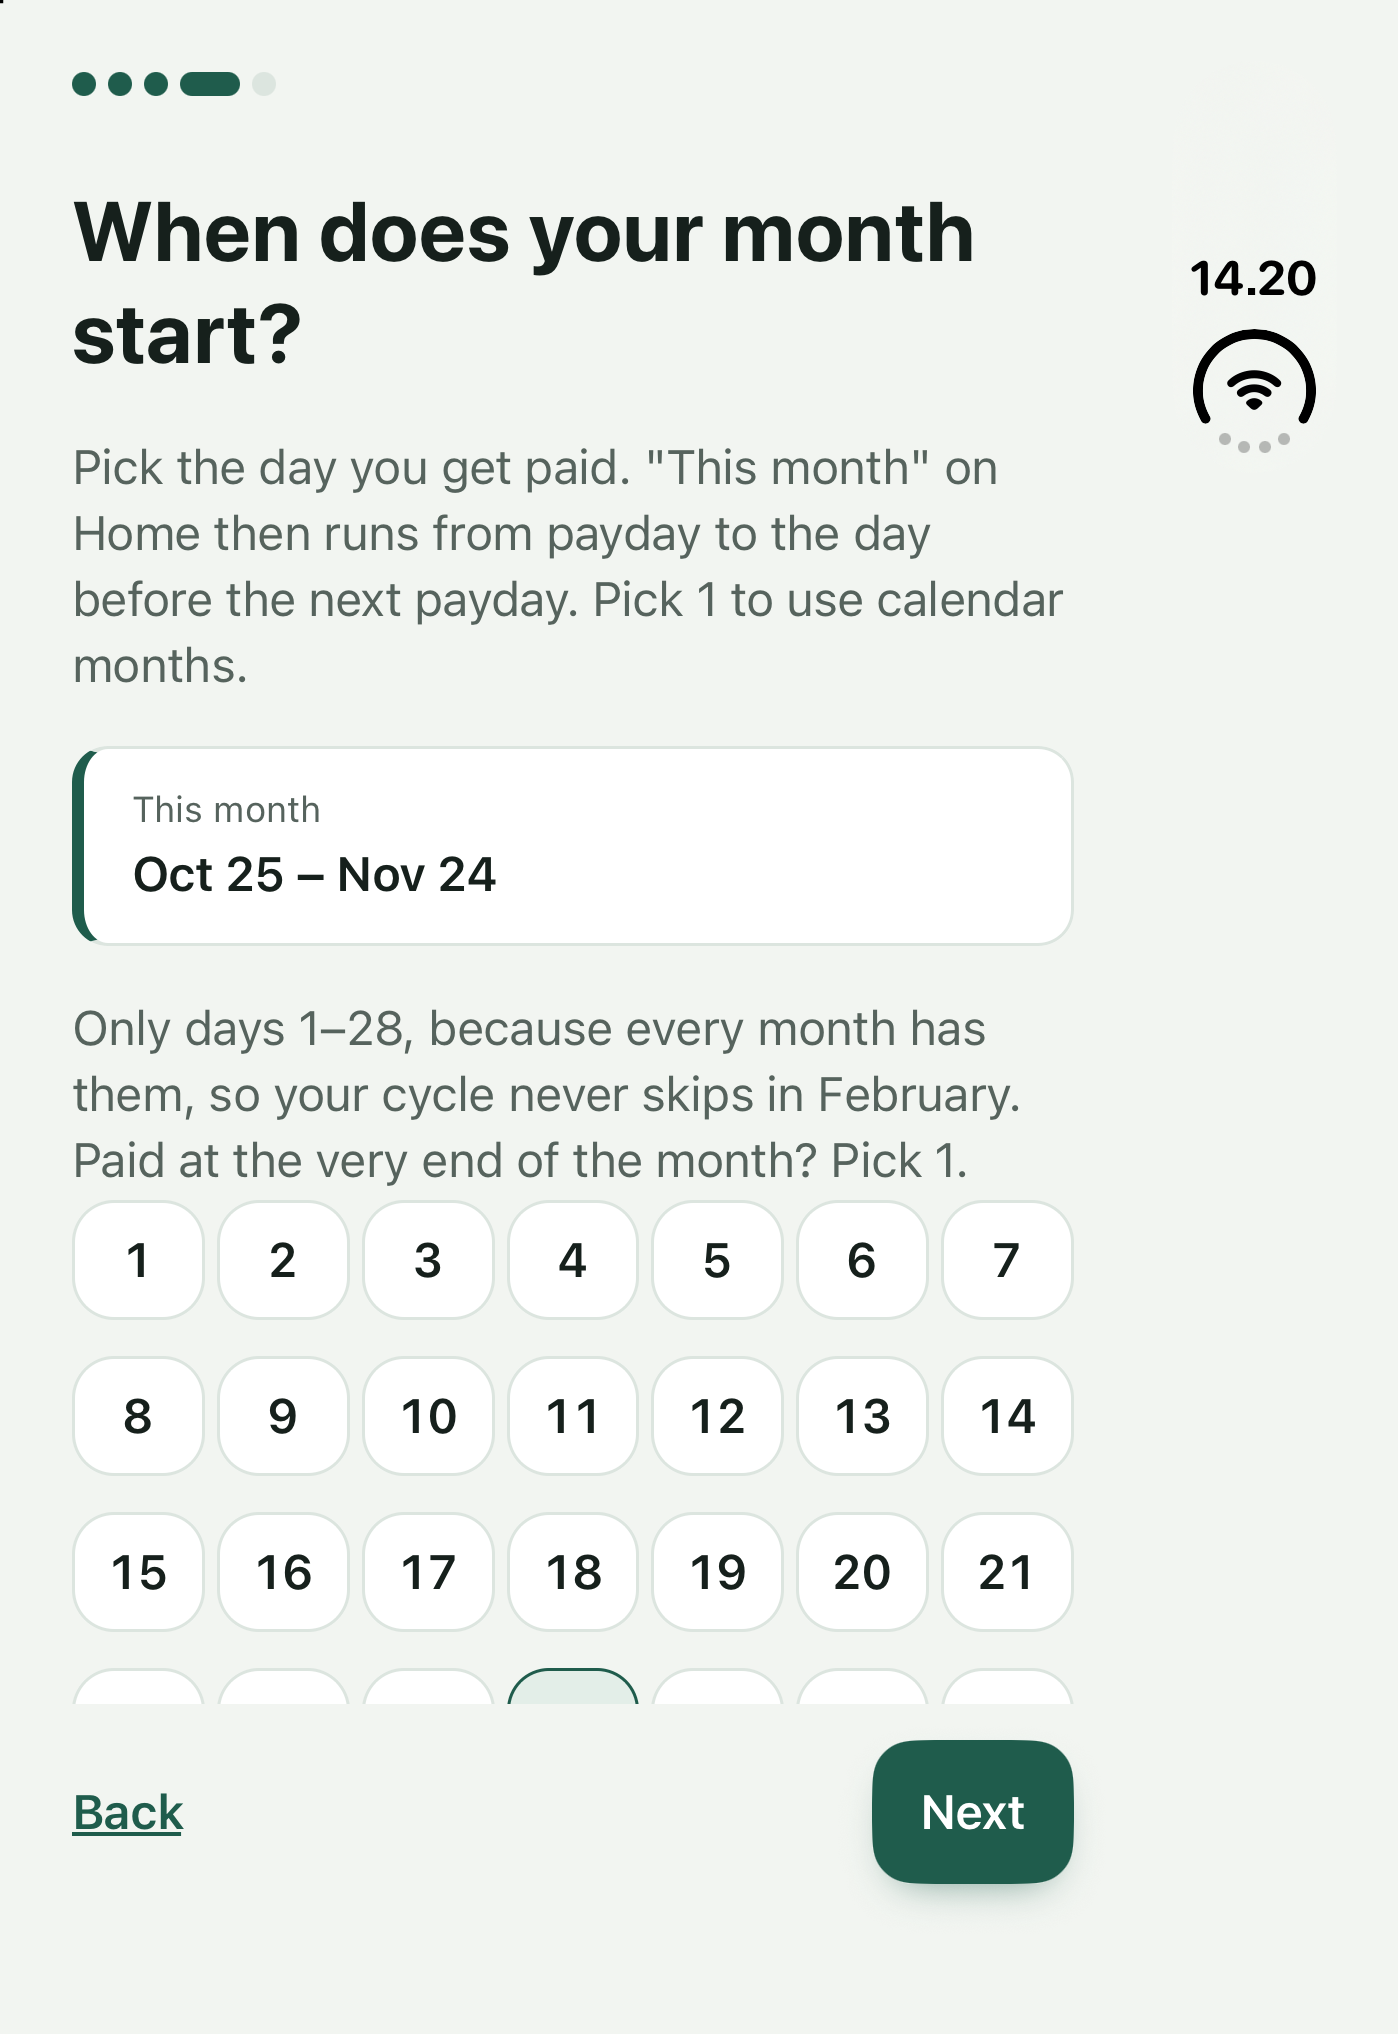 When does your month
start?
14.20
Pick the day you get paid. "This month" on
Home then runs from payday to the day
before the next payday. Pick 1 to use calendar
months.
This month
Oct 25 – Nov 24
Only days 1–28, because every month has
them, so your cycle never skips in February.
Paid at the very end of the month? Pick 1.
1 2 3 4 5 6 7
8 9 10 11 12 13 14
15 16 17 18 19 20 21
Back Next